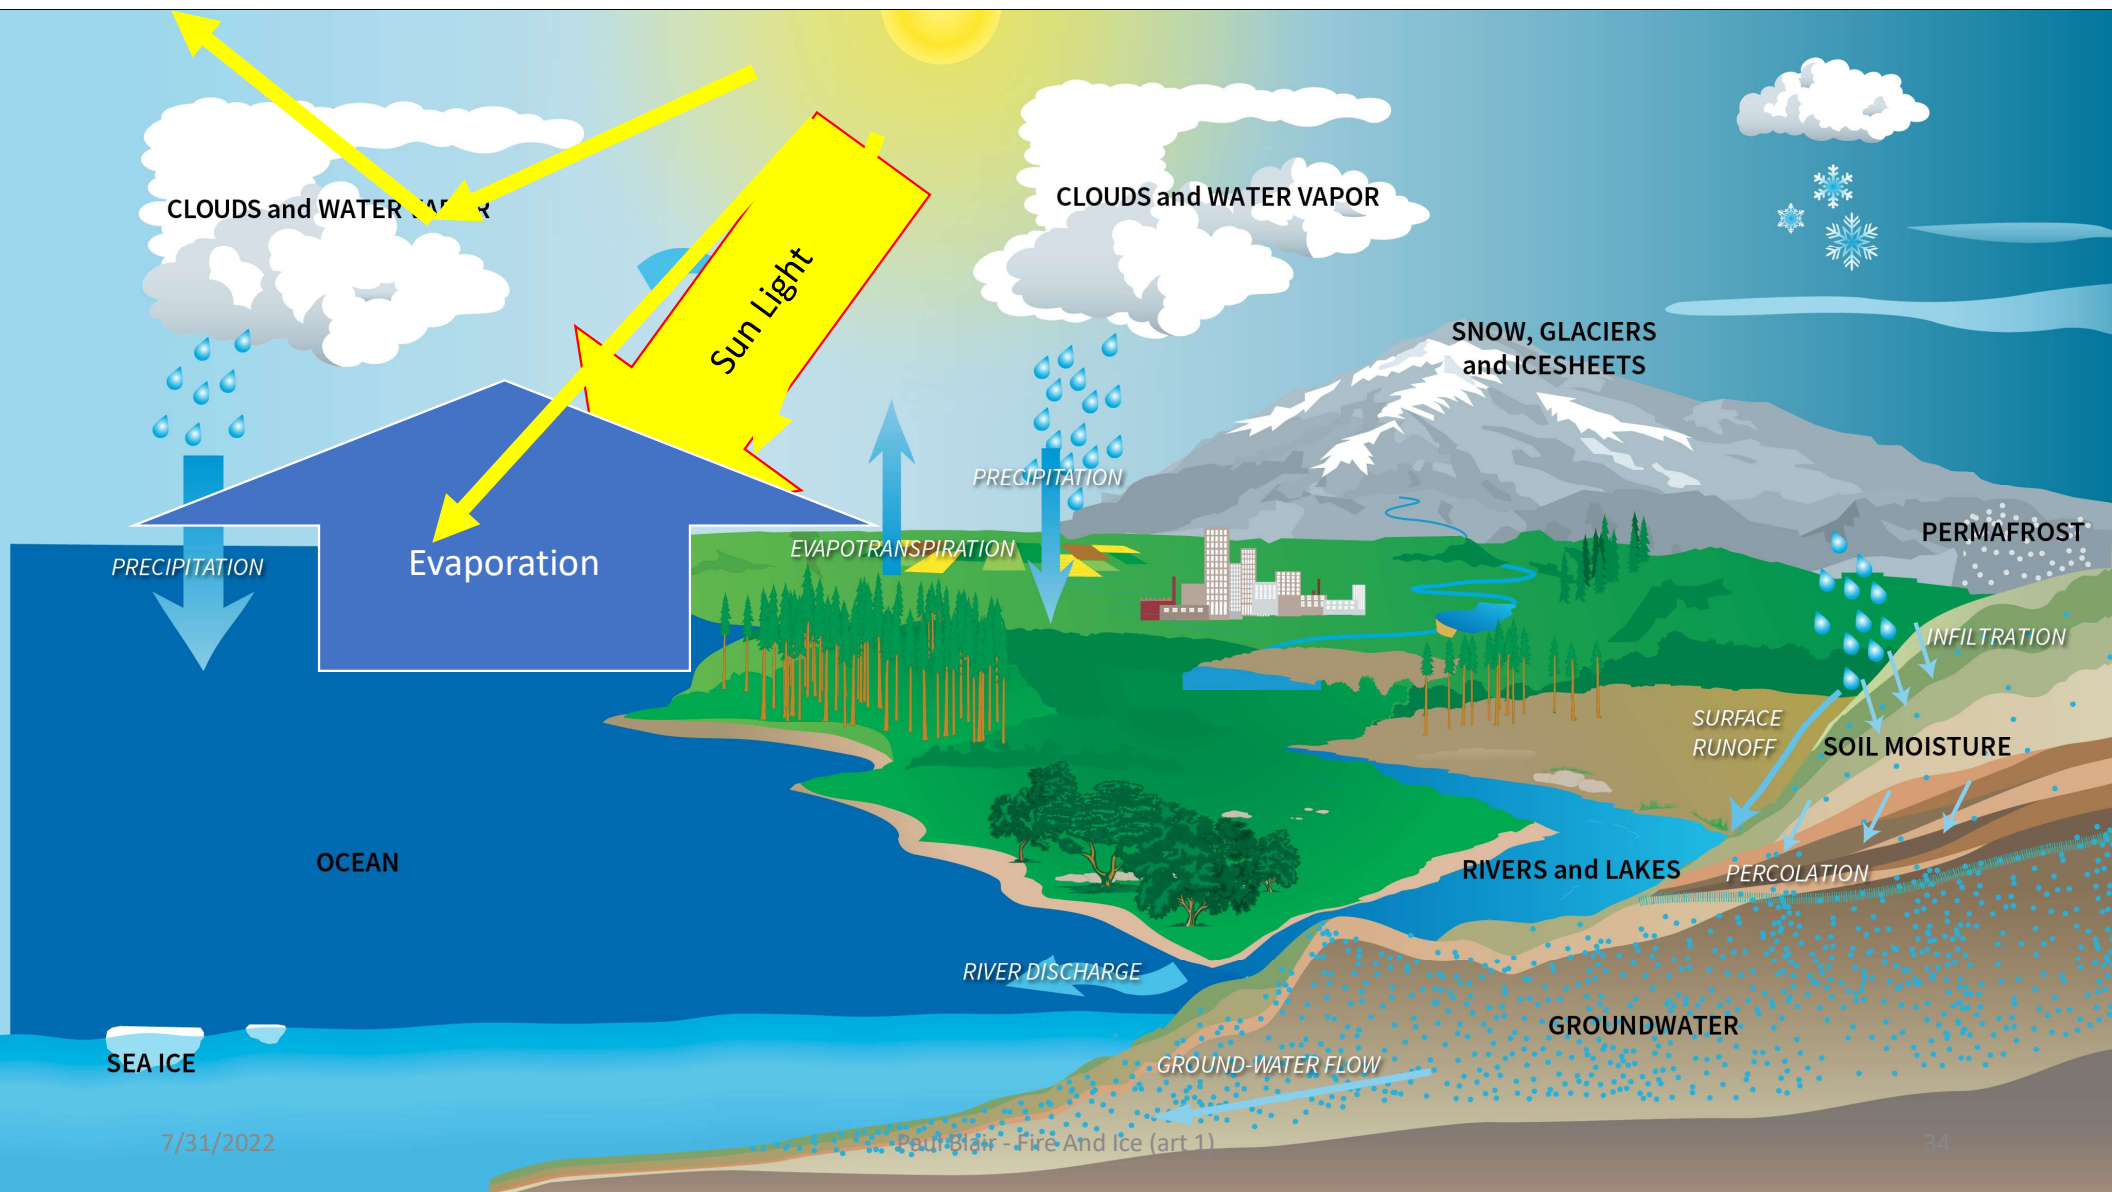 CLOUDS and WATER VAPOR
CLOUDS and WATER VAPOR
Sun Light
SNOW, GLACIERS
and ICESHEETS
PRECIPITATION
PERMAFROST
EVAPOTRANSPIRATION
PRECIPITATION
Evaporation
INFILTRATION
SURFACE
RUNOFF
SOIL MOISTURE
OCEAN
RIVERS and LAKES
PERCOLATION
RIVER DISCHARGE
GROUNDWATER
SEA ICE
GROUND-WATER FLOW
7/31/2022
Paul Blair - Fire And Ice (art 1)
34